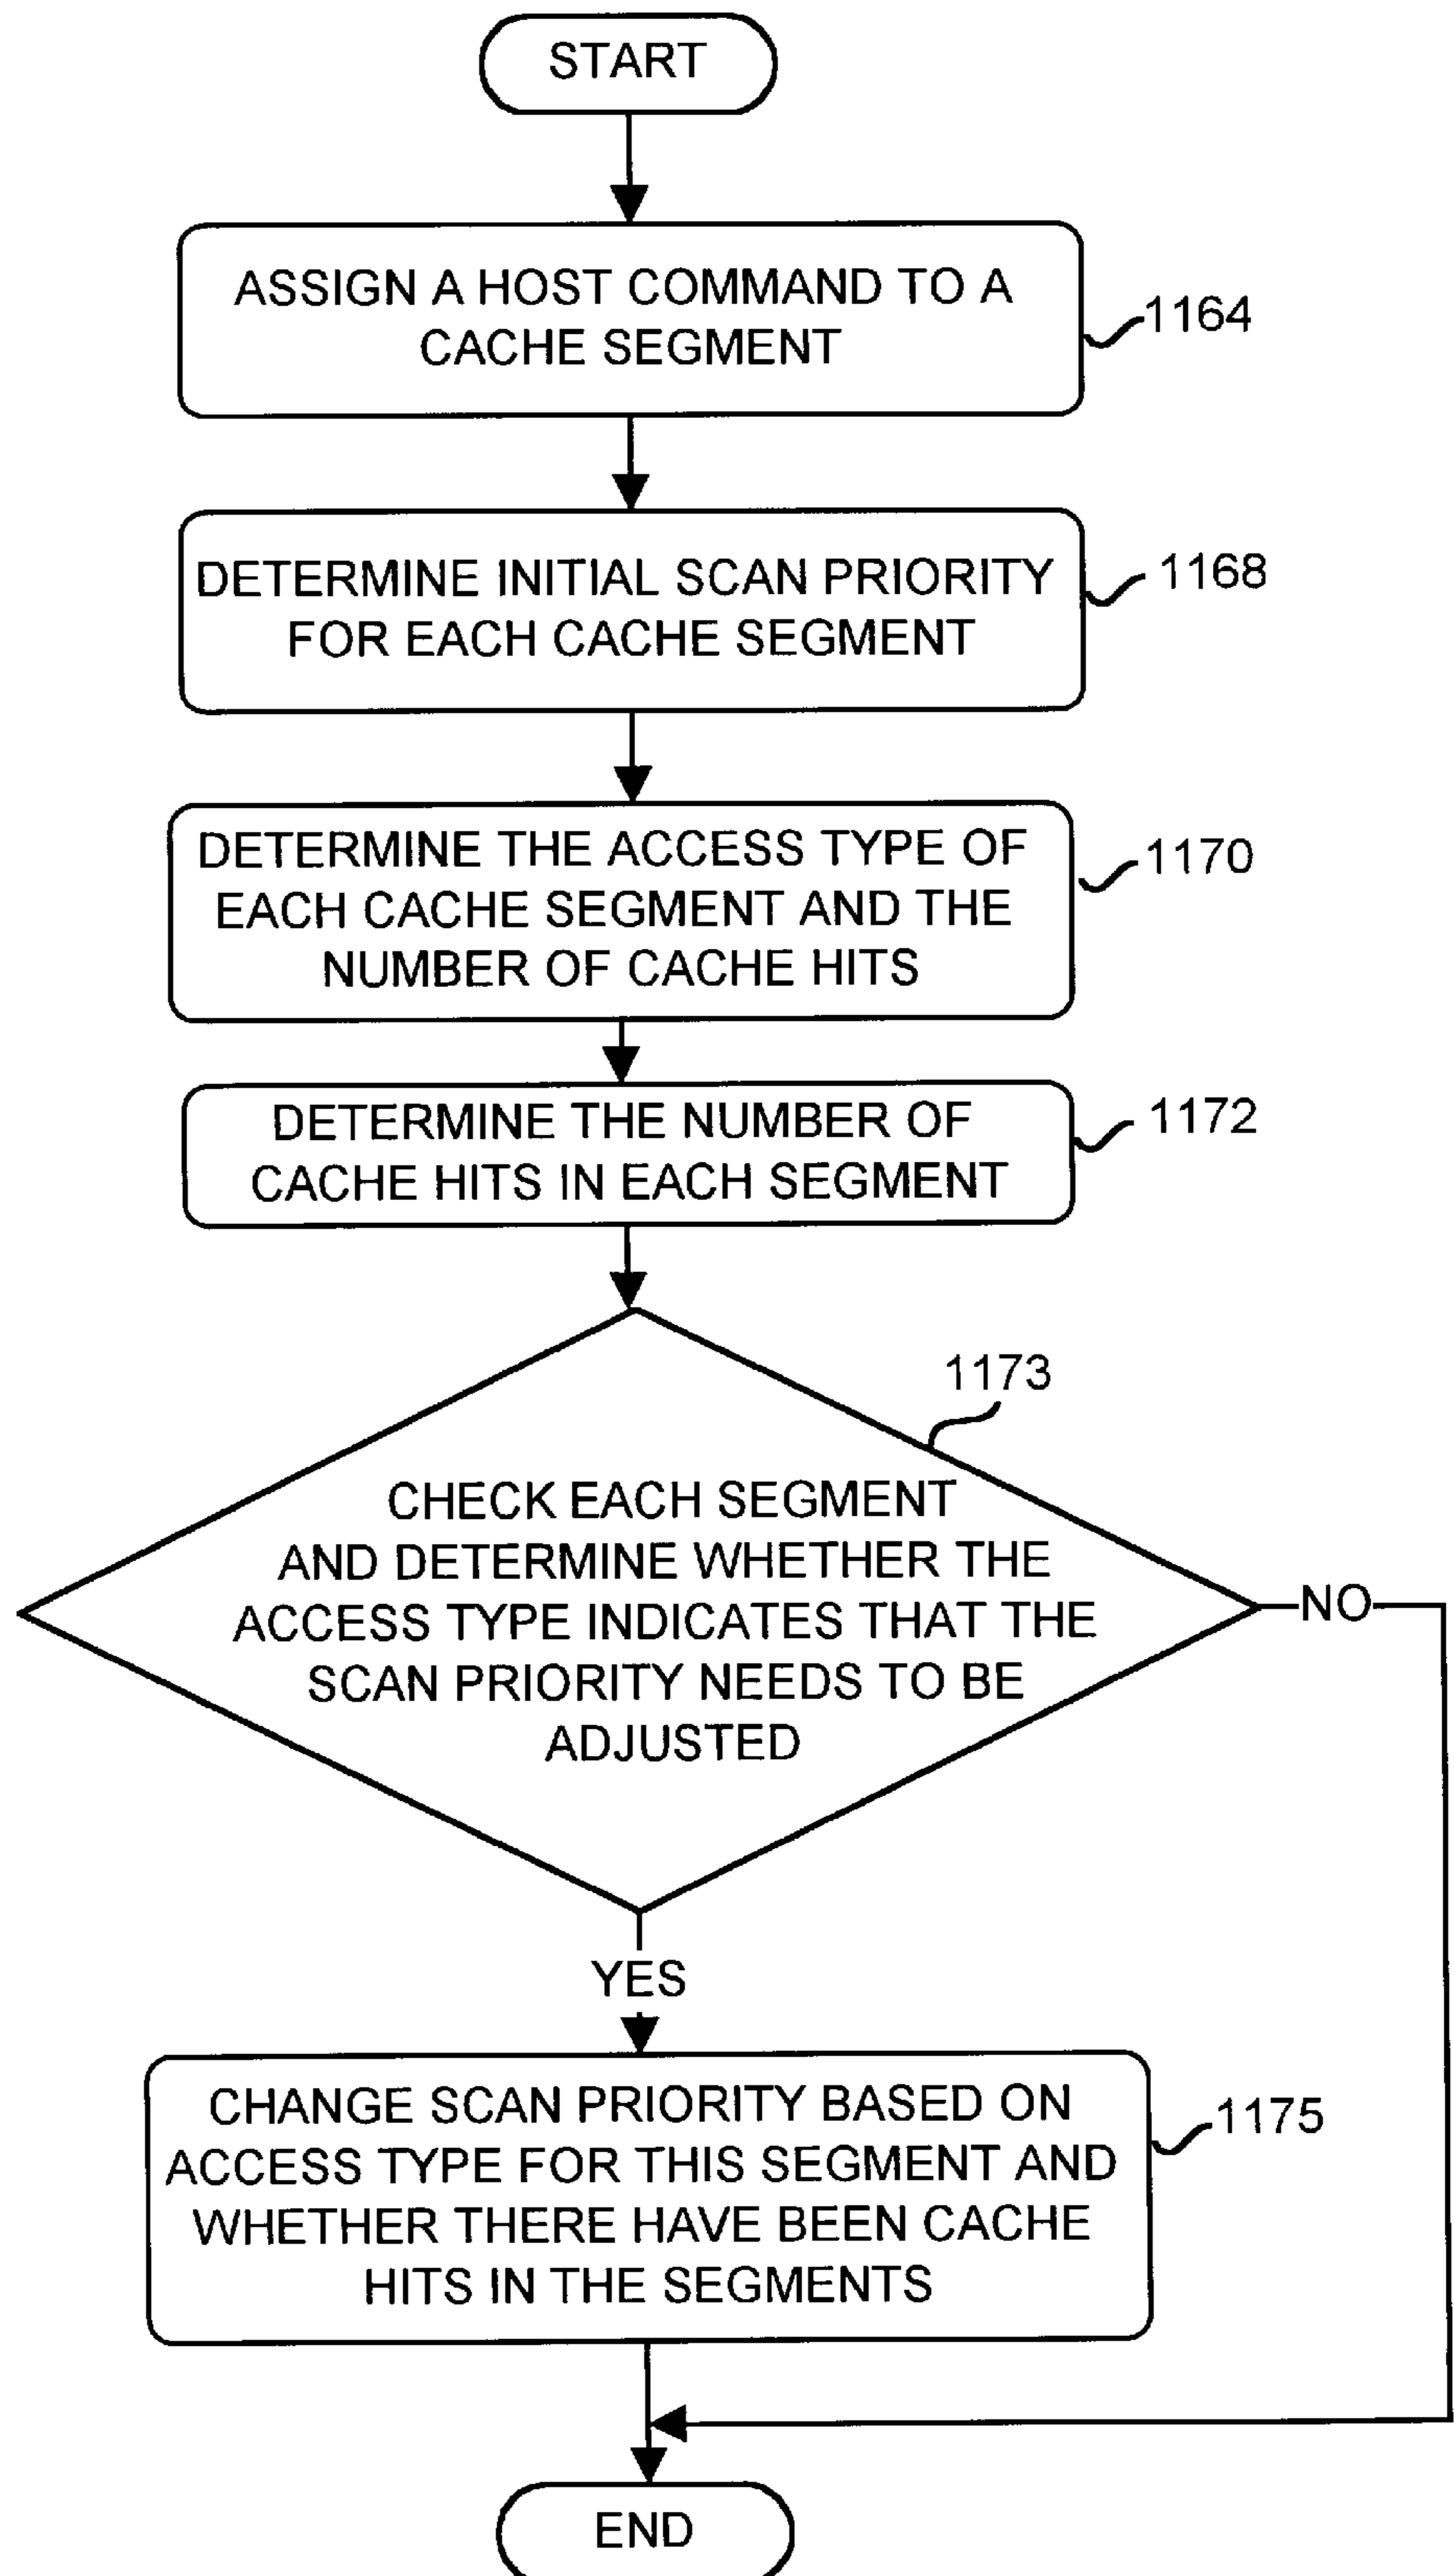 START
ASSIGN A HOST COMMAND TO A
CACHE SEGMENT
1164
DETERMINE INITIAL SCAN PRIORITY
FOR EACH CACHE SEGMENT
1168
DETERMINE THE ACCESS TYPE OF
EACH CACHE SEGMENT AND THE
NUMBER OF CACHE HITS
1170
DETERMINE THE NUMBER OF
CACHE HITS IN EACH SEGMENT
1172
1173
CHECK EACH SEGMENT
AND DETERMINE WHETHER THE
ACCESS TYPE INDICATES THAT THE
SCAN PRIORITY NEEDS TO BE
ADJUSTED
NO
YES
CHANGE SCAN PRIORITY BASED ON
ACCESS TYPE FOR THIS SEGMENT AND
WHETHER THERE HAVE BEEN CACHE
HITS IN THE SEGMENTS
1175
END